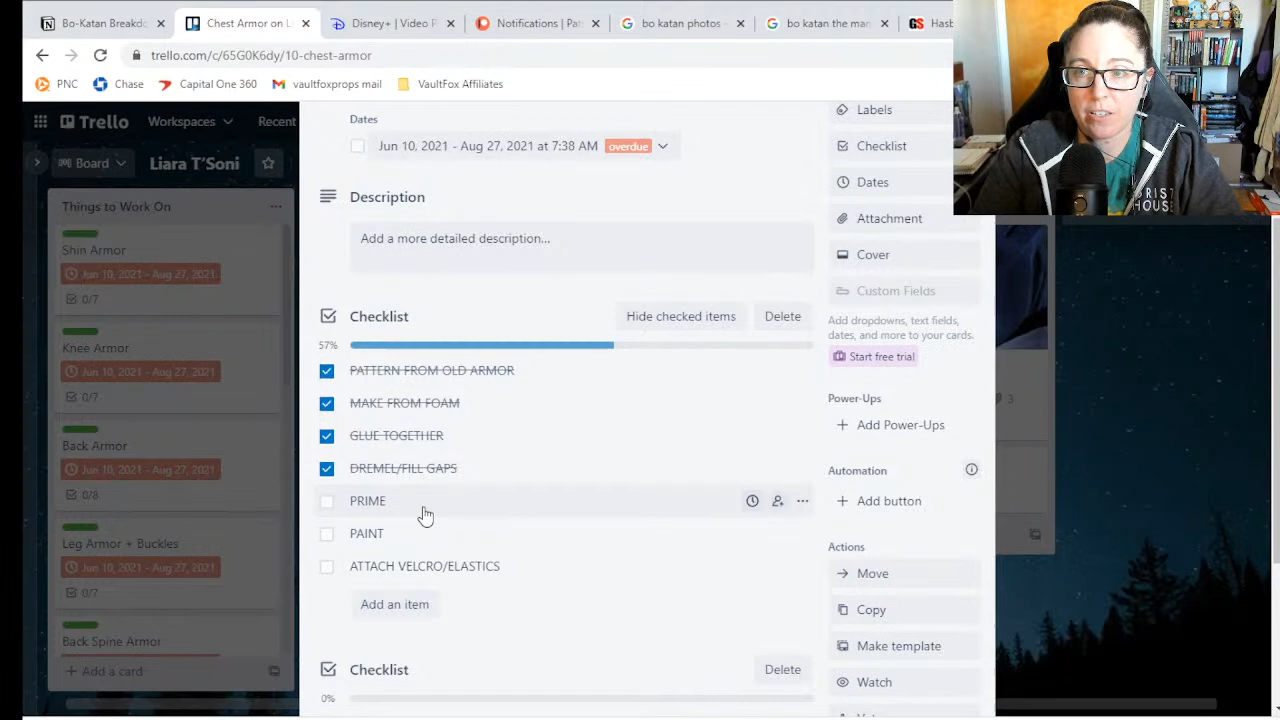 Bo-Katan Breakdo
Chest Armor on L
Disney+ | Video P
Notifications | Pat
bo katan photos -
bo katan the man
GS Hasb
trello.com/c/65G0K6dy/10-chest-armor
PNC
Chase
Capital One 360
vaultfoxprops mail
VaultFox Affiliates
Trello
Workspaces
Recent
Board
Liara T'Soni
Things to Work On
Shin Armor
Jun 10, 2021 - Aug 27, 2021
0/7
Knee Armor
Jun 10, 2021 - Aug 27, 2021
0/7
Back Armor
Jun 10, 2021 - Aug 27, 2021
0/8
Leg Armor + Buckles
Jun 10, 2021 - Aug 27, 2021
0/7
Back Spine Armor
Add a card
Dates
Jun 10, 2021 - Aug 27, 2021 at 7:38 AM overdue
Description
Add a more detailed description...
Checklist
Hide checked items
Delete
57%
PATTERN FROM OLD ARMOR
MAKE FROM FOAM
GLUE TOGETHER
DREMEL/FILL GAPS
PRIME
PAINT
ATTACH VELCRO/ELASTICS
Add an item
Checklist
Delete
0%
Labels
Checklist
Dates
Attachment
Cover
Custom Fields
Add dropdowns, text fields,
dates, and more to your cards.
Start free trial
Power-Ups
+ Add Power-Ups
Automation
+ Add button
Actions
Move
Copy
Make template
Watch
3
HOUSE